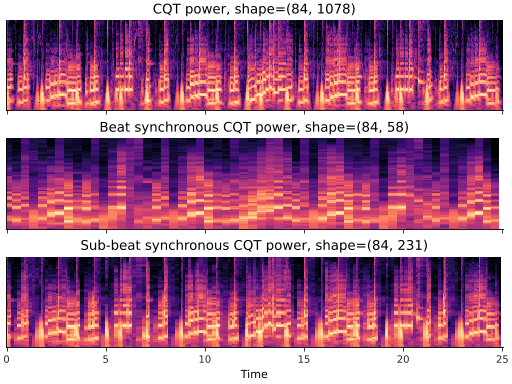 CQT power, shape=(84, 1078)
Beat synchronous CQT power, shape=(84, 58)
Sub-beat synchronous CQT power, shape=(84, 231)
0 5 10 15 20 25
Time